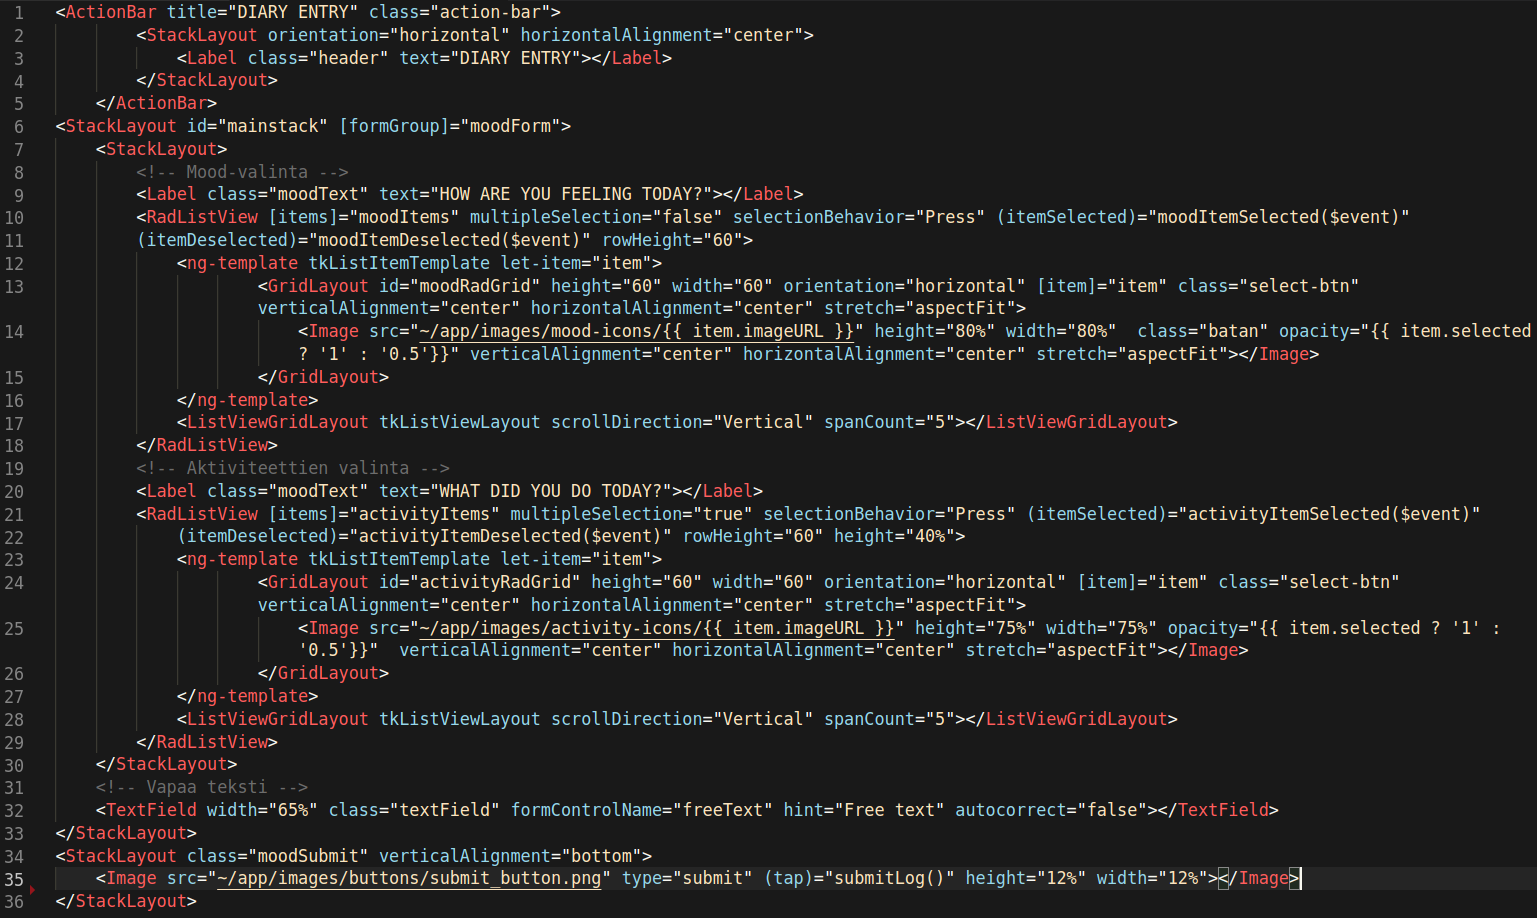 1 <ActionBar title="DIARY ENTRY" class="action-bar">
2 <StackLayout orientation="horizontal" horizontalAlignment="center">
3 <Label class="header" text="DIARY ENTRY"></Label>
4 </StackLayout>
5 </ActionBar>
6 <StackLayout id="mainstack" [formGroup]="moodForm">
7 <StackLayout>
8 <!-- Mood-valinta -->
9 <Label class="moodText" text="HOW ARE YOU FEELING TODAY?"></Label>
10 <RadListView [items]="moodItems" multipleSelection="false" selectionBehavior="Press" (itemSelected)="moodItemSelected($event)"
11 (itemDeselected)="moodItemDeselected($event)" rowHeight="60">
12 <ng-template tkListItemTemplate let-item="item">
13 <GridLayout id="moodRadGrid" height="60" width="60" orientation="horizontal" [item]="item" class="select-btn"
verticalAlignment="center" horizontalAlignment="center" stretch="aspectFit">
14 <Image src="~/app/images/mood-icons/{{ item.imageURL }}" height="80%" width="80%"  class="batan" opacity="{{ item.selected
? '1' : '0.5'}}" verticalAlignment="center" horizontalAlignment="center" stretch="aspectFit"></Image>
15 </GridLayout>
16 </ng-template>
17 <ListViewGridLayout tkListViewLayout scrollDirection="Vertical" spanCount="5"></ListViewGridLayout>
18 </RadListView>
19 <!-- Aktiviteettien valinta -->
20 <Label class="moodText" text="WHAT DID YOU DO TODAY?"></Label>
21 <RadListView [items]="activityItems" multipleSelection="true" selectionBehavior="Press" (itemSelected)="activityItemSelected($event)"
22 (itemDeselected)="activityItemDeselected($event)" rowHeight="60" height="40%">
23 <ng-template tkListItemTemplate let-item="item">
24 <GridLayout id="activityRadGrid" height="60" width="60" orientation="horizontal" [item]="item" class="select-btn"
verticalAlignment="center" horizontalAlignment="center" stretch="aspectFit">
25 <Image src="~/app/images/activity-icons/{{ item.imageURL }}" height="75%" width="75%" opacity="{{ item.selected ? '1' :
'0.5'}}"  verticalAlignment="center" horizontalAlignment="center" stretch="aspectFit"></Image>
26 </GridLayout>
27 </ng-template>
28 <ListViewGridLayout tkListViewLayout scrollDirection="Vertical" spanCount="5"></ListViewGridLayout>
29 </RadListView>
30 </StackLayout>
31 <!-- Vapaa teksti -->
32 <TextField width="65%" class="textField" formControlName="freeText" hint="Free text" autocorrect="false"></TextField>
33 </StackLayout>
34 <StackLayout class="moodSubmit" verticalAlignment="bottom">
35 <Image src="~/app/images/buttons/submit_button.png" type="submit" (tap)="submitLog()" height="12%" width="12%"></Image>
36 </StackLayout>